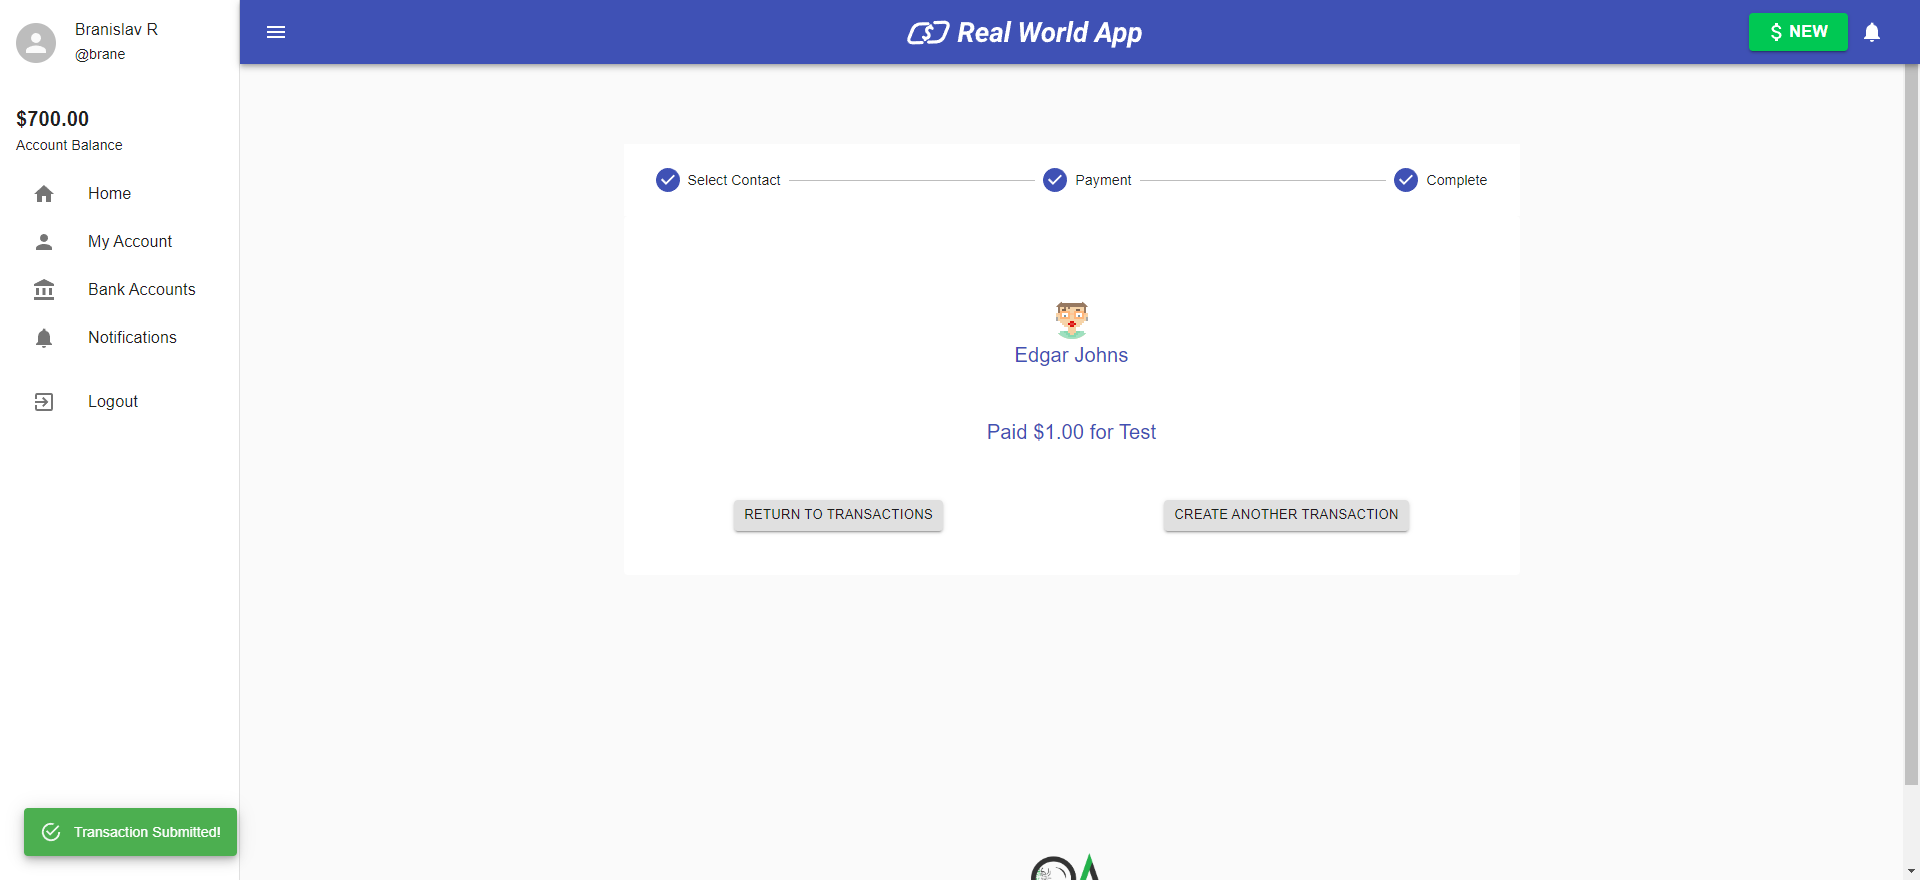 Branislav R
@brane
$700.00
Account Balance
Home
My Account
Bank Accounts
Notifications
Logout
Transaction Submitted!
Real World App
$ NEW
Select Contact
Payment
Complete
Edgar Johns
Paid $1.00 for Test
RETURN TO TRANSACTIONS
CREATE ANOTHER TRANSACTION